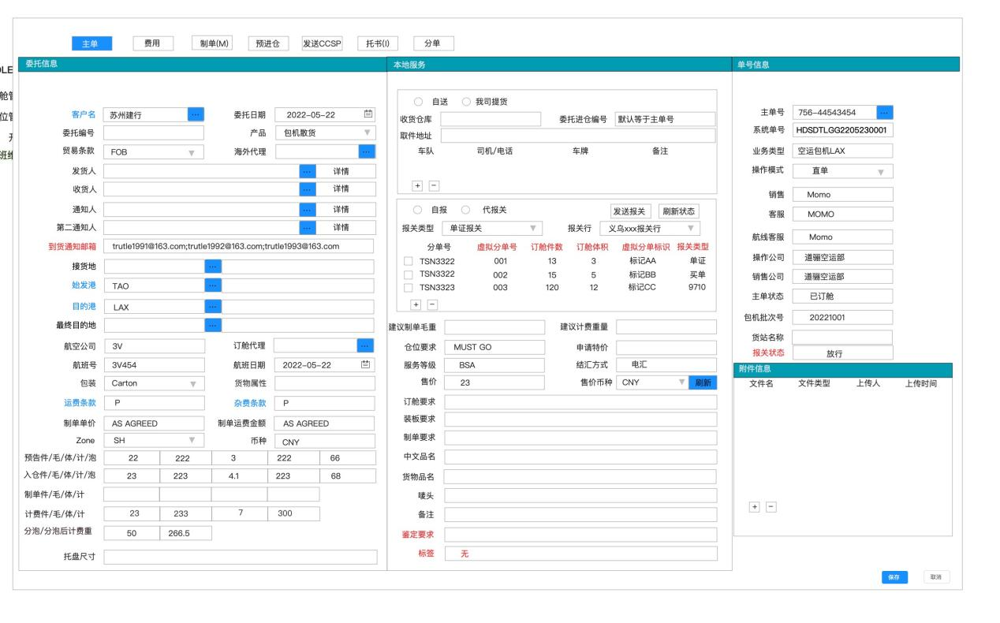 主单 费用 制单(M) 预进仓 发送CCSP 托书(I) 分单
委托信息
客户名 苏州建行 ... 委托日期 2022-05-22
委托编号 产品 包机散货
贸易条款 FOB 海外代理 ...
发货人 ... 详情
收货人 ... 详情
通知人 ... 详情
第二通知人 ... 详情
到货通知邮箱 trutle1991@163.com;trutle1992@163.com;trutle1993@163.com
接货地 ...
始发港 TAO ...
目的港 LAX ...
最终目的地 ...
航空公司 3V 订舱代理 ...
航班号 3V454 航班日期 2022-05-22
包装 Carton 货物属性
运费条款 P 杂费条款 P
制单单价 AS AGREED 制单运费金额 AS AGREED
Zone SH 币种 CNY
预告件/毛/体/计/泡 22 222 3 222 66
入仓件/毛/体/计/泡 23 223 4.1 223 68
制单件/毛/体/计
计费件/毛/体/计 23 233 7 300
分泡/分泡后计费重 50 266.5
托盘尺寸
本地服务
自送 我司提货
收货仓库 委托进仓编号 默认等于主单号
取件地址
车队 司机/电话 车牌 备注
+ −
自报 代报关 发送报关 刷新状态
报关类型 单证报关 报关行 义乌xxx报关行
分单号 虚拟分单号 订舱件数 订舱体积 虚拟分单标识 报关类型
TSN3322 001 13 3 标记AA 单证
TSN3322 002 15 5 标记BB 买单
TSN3323 003 120 12 标记CC 9710
+ −
建议制单毛重 建议计费重量
仓位要求 MUST GO 申请特价
服务等级 BSA 结汇方式 电汇
售价 23 售价币种 CNY 刷新
订舱要求
装板要求
制单要求
中文品名
货物品名
唛头
备注
鉴定要求
标签 无
单号信息
主单号 756-44543454 ...
系统单号 HDSDTLGG2205230001
业务类型 空运包机LAX
操作模式 直单
销售 Momo
客服 MOMO
航线客服 Momo
操作公司 道骊空运部
销售公司 道骊空运部
主单状态 已订舱
包机批次号 20221001
货站名称
报关状态 放行
附件信息
文件名 文件类型 上传人 上传时间
+ −
保存 取消